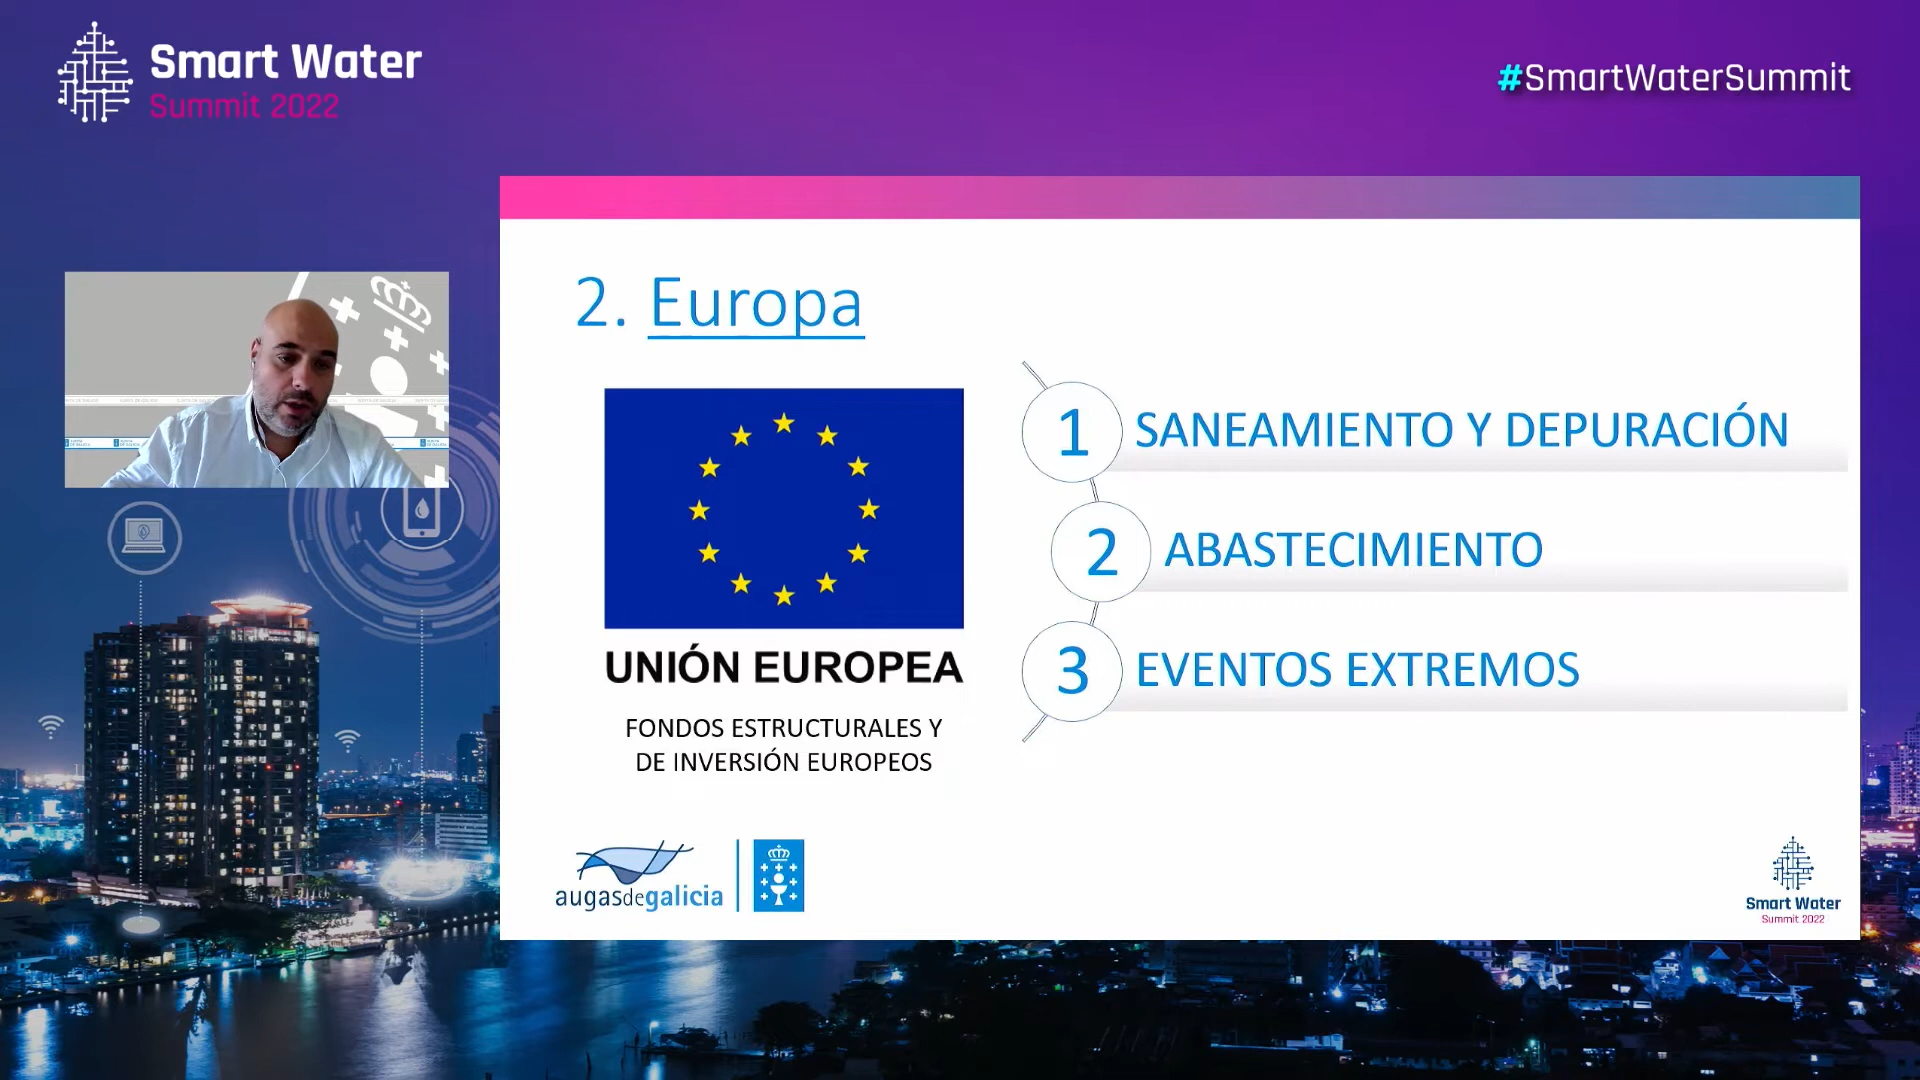 Smart Water
Summit 2022
#SmartWaterSummit
2. Europa
UNIÓN EUROPEA
FONDOS ESTRUCTURALES Y
DE INVERSIÓN EUROPEOS
1 SANEAMIENTO Y DEPURACIÓN
2 ABASTECIMIENTO
3 EVENTOS EXTREMOS
augasdegalicia
Smart Water
Summit 2022